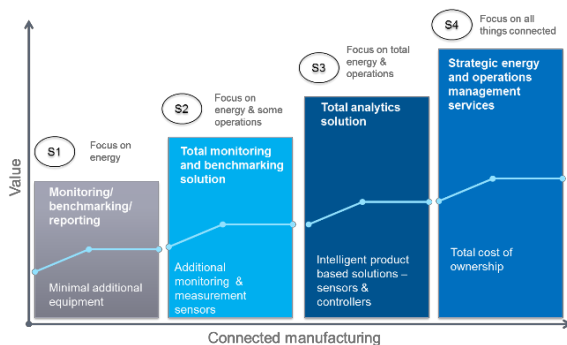 S4
Focus on all
things connected
S3
Focus on total
energy &
operations
Strategic energy
and operations
management
services
S2
Focus on
energy & some
operations
Total analytics
solution
S1
Focus on
energy
Total monitoring
and benchmarking
solution
Monitoring/
benchmarking/
reporting
Value
Minimal additional
equipment
Additional
monitoring &
measurement
sensors
Intelligent product
based solutions –
sensors &
controllers
Total cost of
ownership
Connected manufacturing